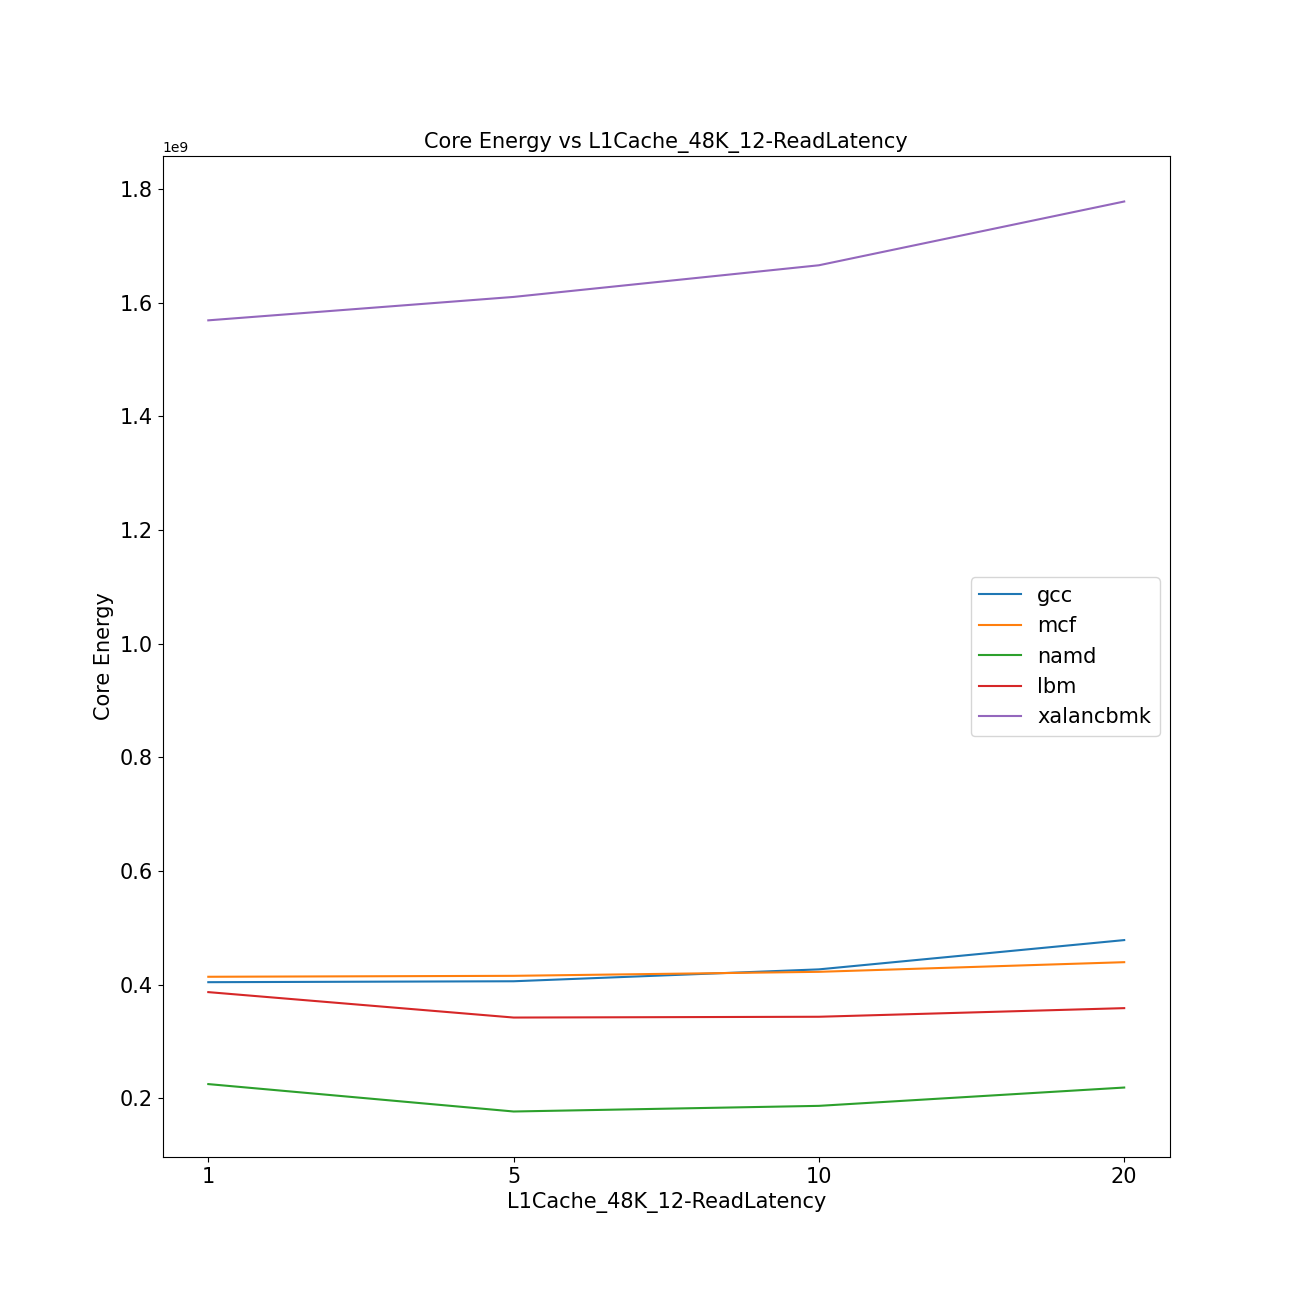 Core Energy vs L1Cache_48K_12-ReadLatency
1e9
1.8
1.6
1.4
1.2
1.0
0.8
0.6
0.4
0.2
Core Energy
gcc
mcf
namd
lbm
xalancbmk
1 5 10 20
L1Cache_48K_12-ReadLatency